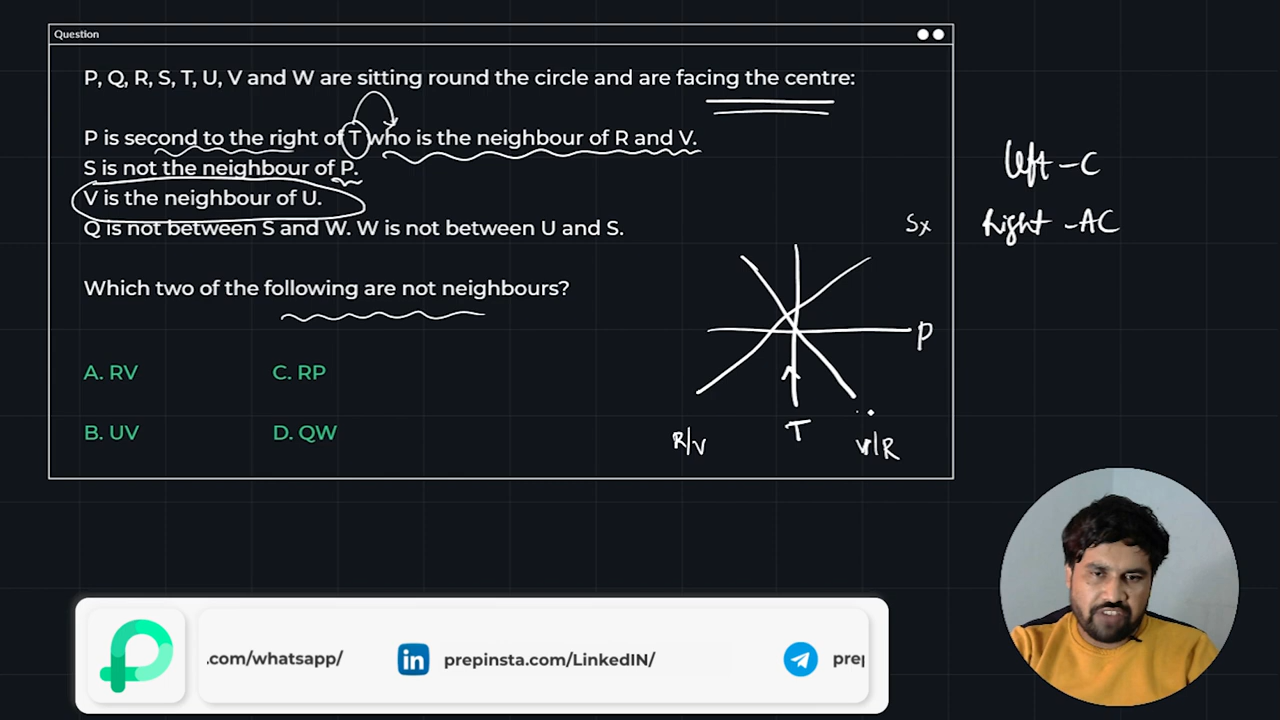 Question
P, Q, R, S, T, U, V and W are sitting round the circle and are facing the centre:
P is second to the right of T who is the neighbour of R and V.
S is not the neighbour of P.
V is the neighbour of U.
Q is not between S and W. W is not between U and S.
Which two of the following are not neighbours?
A. RV
C. RP
B. UV
D. QW
left - C
Right - AC
Sx
P
R/V
T
V/R
.com/whatsapp/
in
prepinsta.com/LinkedIN/
prep